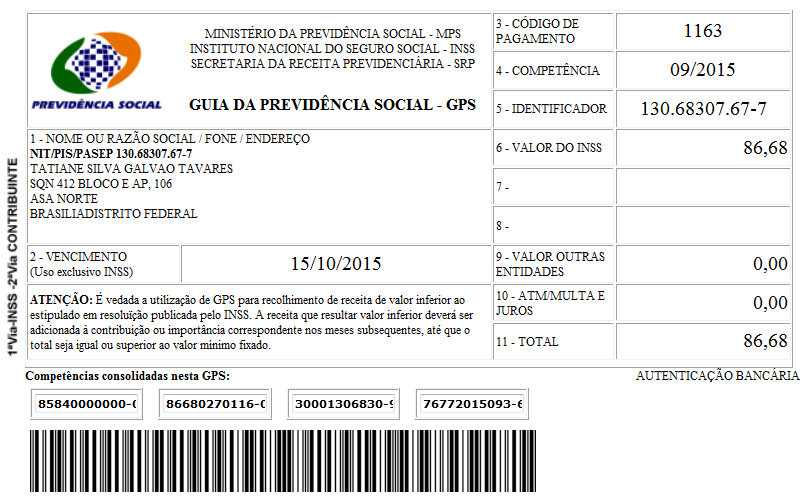 MINISTÉRIO DA PREVIDÊNCIA SOCIAL - MPS
INSTITUTO NACIONAL DO SEGURO SOCIAL - INSS
SECRETARIA DA RECEITA PREVIDENCIÁRIA - SRP
PREVIDÊNCIA SOCIAL
GUIA DA PREVIDÊNCIA SOCIAL - GPS
3 - CÓDIGO DE PAGAMENTO
1163
4 - COMPETÊNCIA
09/2015
5 - IDENTIFICADOR
130.68307.67-7
1 - NOME OU RAZÃO SOCIAL / FONE / ENDEREÇO
NIT/PIS/PASEP 130.68307.67-7
TATIANE SILVA GALVAO TAVARES
SQN 412 BLOCO E AP, 106
ASA NORTE
BRASILIADISTRITO FEDERAL
6 - VALOR DO INSS
86,68
7 -
8 -
2 - VENCIMENTO
(Uso exclusivo INSS)
15/10/2015
9 - VALOR OUTRAS ENTIDADES
0,00
ATENÇÃO: É vedada a utilização de GPS para recolhimento de receita de valor inferior ao
estipulado em resoluïção publicada pelo INSS. A receita que resultar valor inferior deverá ser
adicionada à contribuição ou importância correspondente nos meses subsequentes, até que o
total seja igual ou superior ao valor minimo fixado.
10 - ATM/MULTA E JUROS
0,00
11 - TOTAL
86,68
1ªVia-INSS -2ªVia CONTRIBUINTE
Competências consolidadas nesta GPS:
AUTENTICAÇÃO BANCÁRIA
85840000000-0 86680270116-0 30001306830-9 76772015093-6